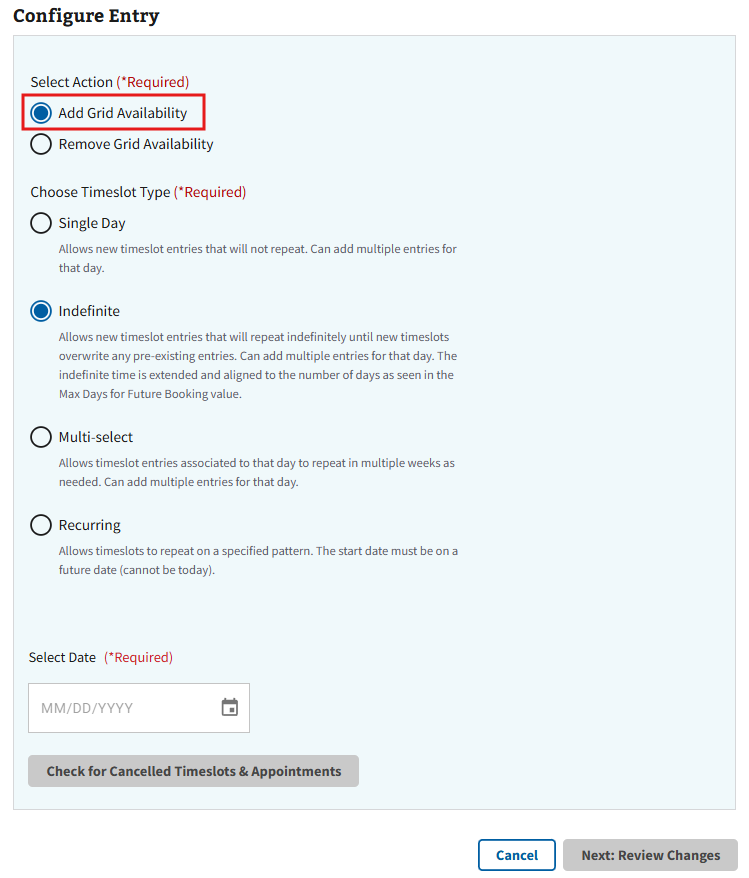 Configure Entry
Select Action (*Required)
Add Grid Availability
Remove Grid Availability
Choose Timeslot Type (*Required)
Single Day
Allows new timeslot entries that will not repeat. Can add multiple entries for
that day.
Indefinite
Allows new timeslot entries that will repeat indefinitely until new timeslots
overwrite any pre-existing entries. Can add multiple entries for that day. The
indefinite time is extended and aligned to the number of days as seen in the
Max Days for Future Booking value.
Multi-select
Allows timeslot entries associated to that day to repeat in multiple weeks as
needed. Can add multiple entries for that day.
Recurring
Allows timeslots to repeat on a specified pattern. The start date must be on a
future date (cannot be today).
Select Date (*Required)
MM/DD/YYYY
Check for Cancelled Timeslots & Appointments
Cancel Next: Review Changes